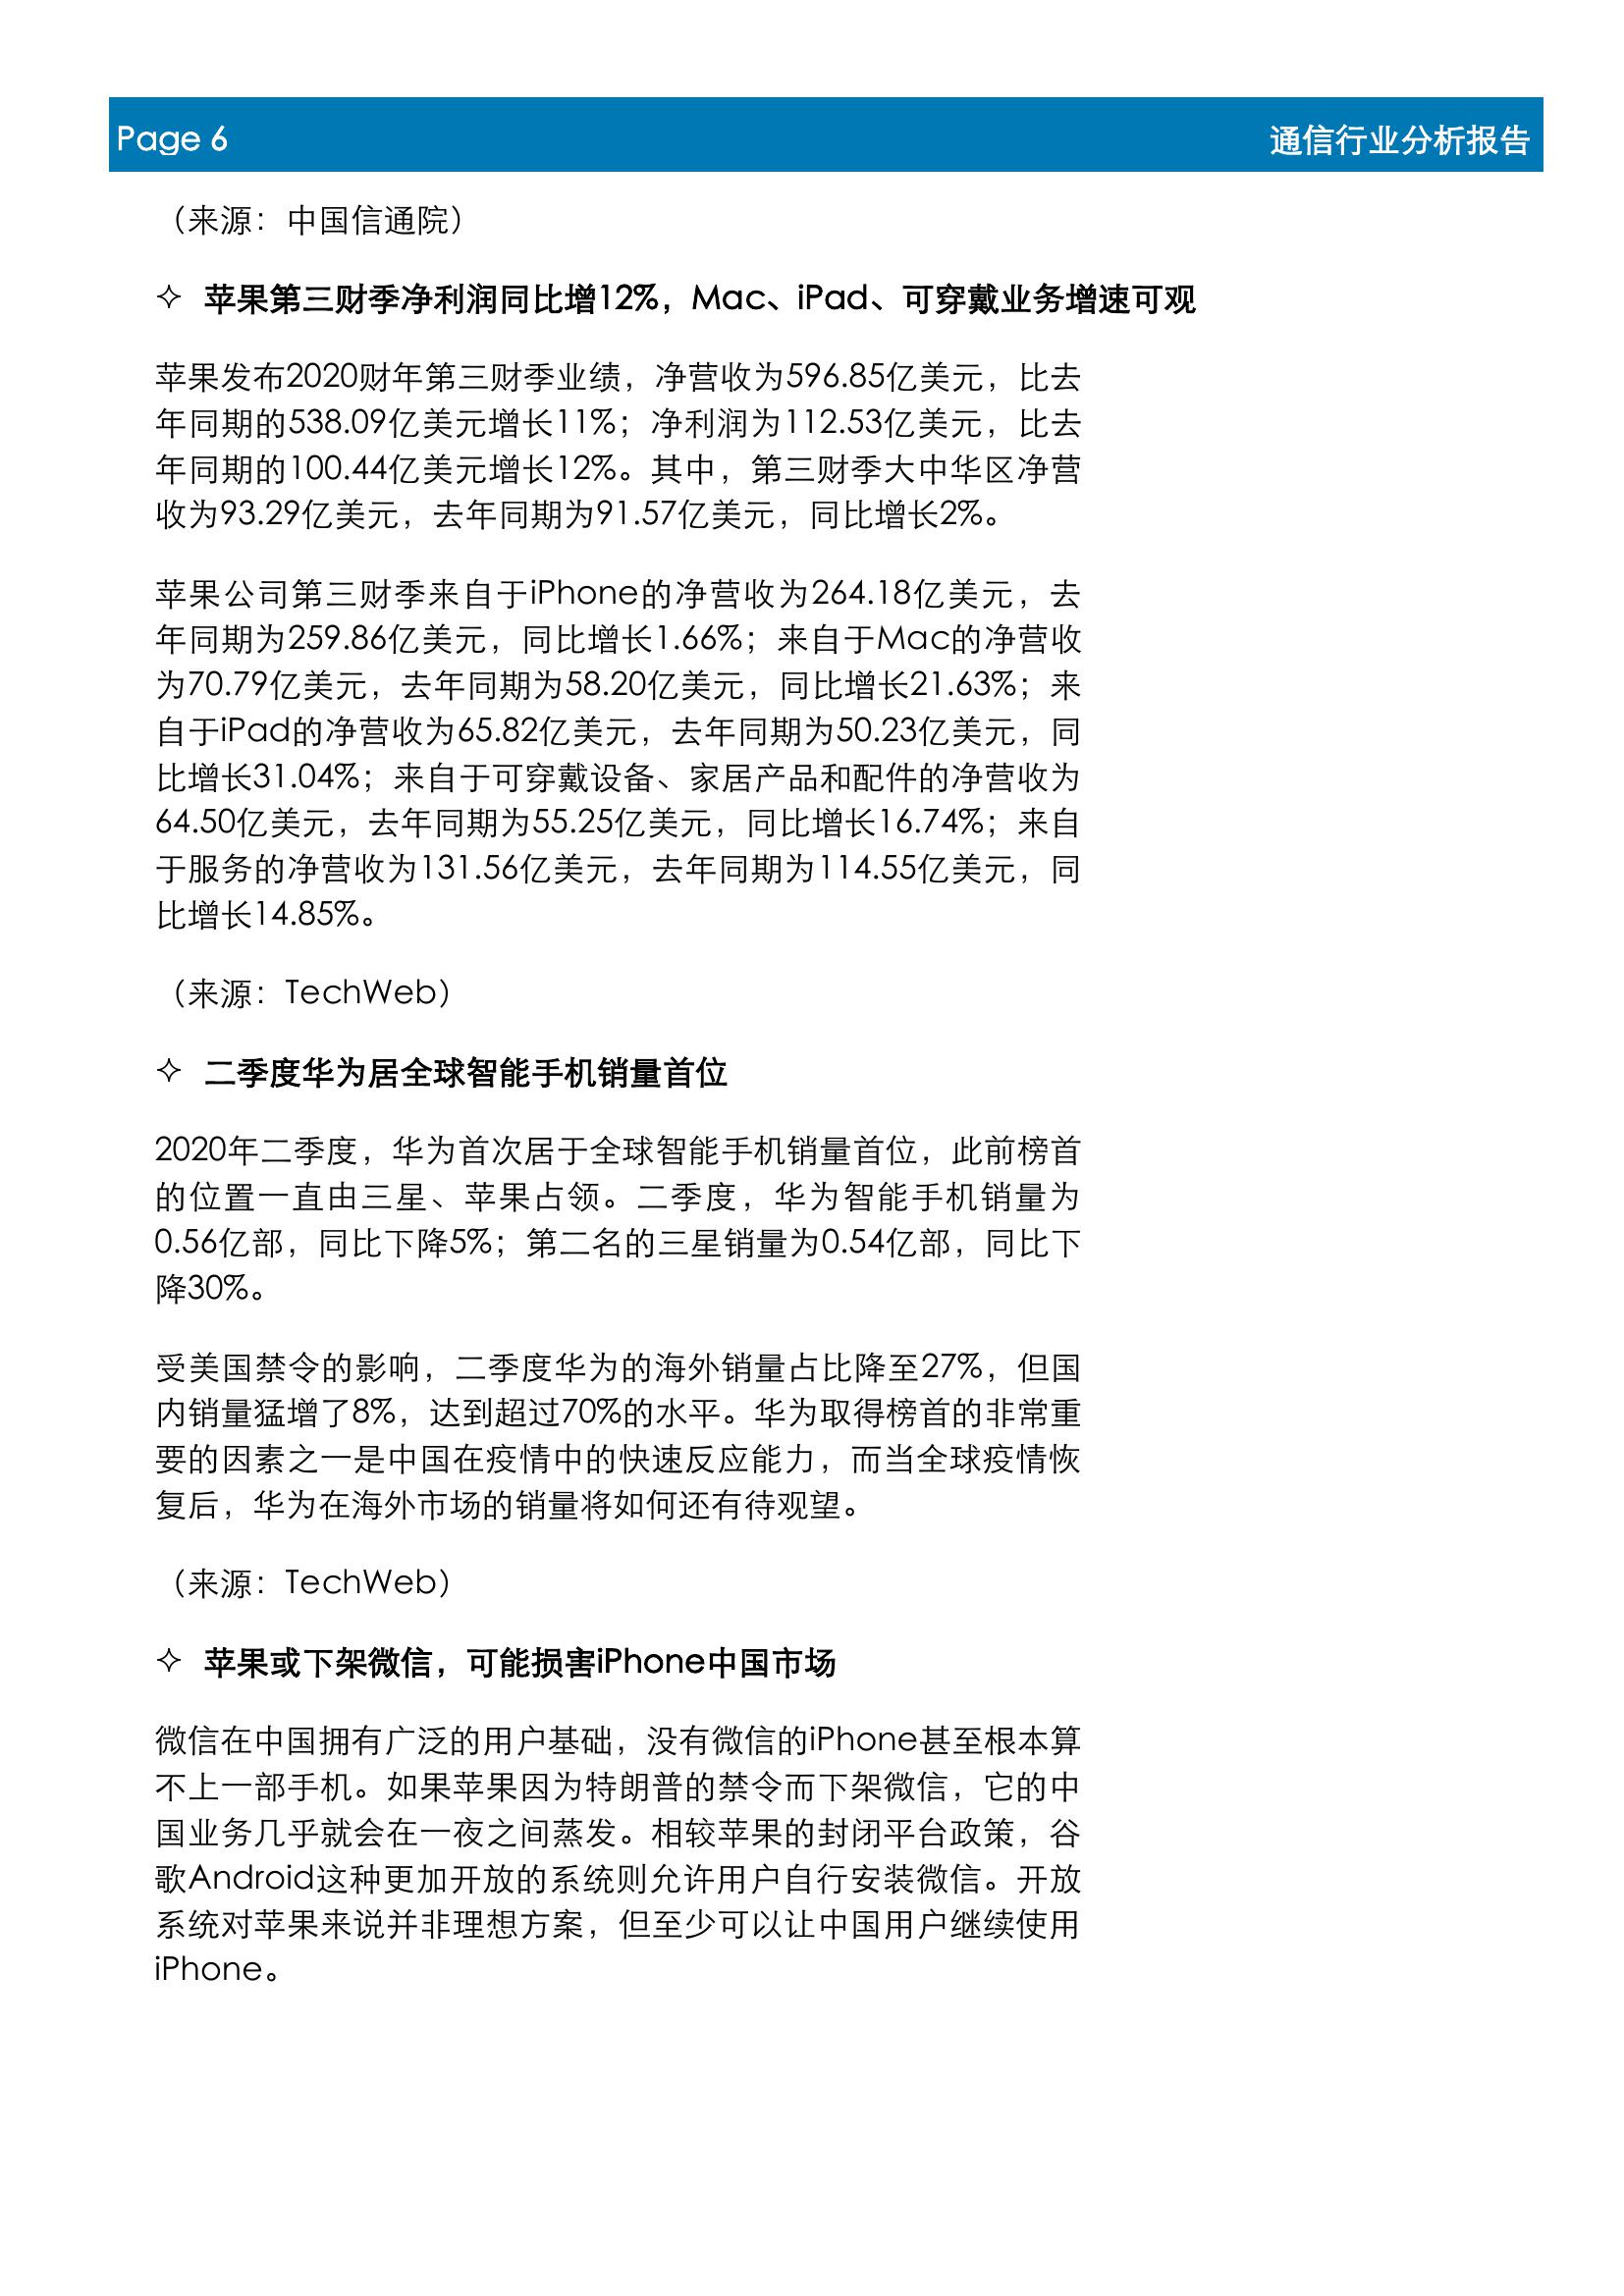 Page 6
通信行业分析报告
（来源：中国信通院）
✧ 苹果第三财季净利润同比增12%，Mac、iPad、可穿戴业务增速可观
苹果发布2020财年第三财季业绩，净营收为596.85亿美元，比去
年同期的538.09亿美元增长11%；净利润为112.53亿美元，比去
年同期的100.44亿美元增长12%。其中，第三财季大中华区净营
收为93.29亿美元，去年同期为91.57亿美元，同比增长2%。
苹果公司第三财季来自于iPhone的净营收为264.18亿美元，去
年同期为259.86亿美元，同比增长1.66%；来自于Mac的净营收
为70.79亿美元，去年同期为58.20亿美元，同比增长21.63%；来
自于iPad的净营收为65.82亿美元，去年同期为50.23亿美元，同
比增长31.04%；来自于可穿戴设备、家居产品和配件的净营收为
64.50亿美元，去年同期为55.25亿美元，同比增长16.74%；来自
于服务的净营收为131.56亿美元，去年同期为114.55亿美元，同
比增长14.85%。
（来源：TechWeb）
✧ 二季度华为居全球智能手机销量首位
2020年二季度，华为首次居于全球智能手机销量首位，此前榜首
的位置一直由三星、苹果占领。二季度，华为智能手机销量为
0.56亿部，同比下降5%；第二名的三星销量为0.54亿部，同比下
降30%。
受美国禁令的影响，二季度华为的海外销量占比降至27%，但国
内销量猛增了8%，达到超过70%的水平。华为取得榜首的非常重
要的因素之一是中国在疫情中的快速反应能力，而当全球疫情恢
复后，华为在海外市场的销量将如何还有待观望。
（来源：TechWeb）
✧ 苹果或下架微信，可能损害iPhone中国市场
微信在中国拥有广泛的用户基础，没有微信的iPhone甚至根本算
不上一部手机。如果苹果因为特朗普的禁令而下架微信，它的中
国业务几乎就会在一夜之间蒸发。相较苹果的封闭平台政策，谷
歌Android这种更加开放的系统则允许用户自行安装微信。开放
系统对苹果来说并非理想方案，但至少可以让中国用户继续使用
iPhone。